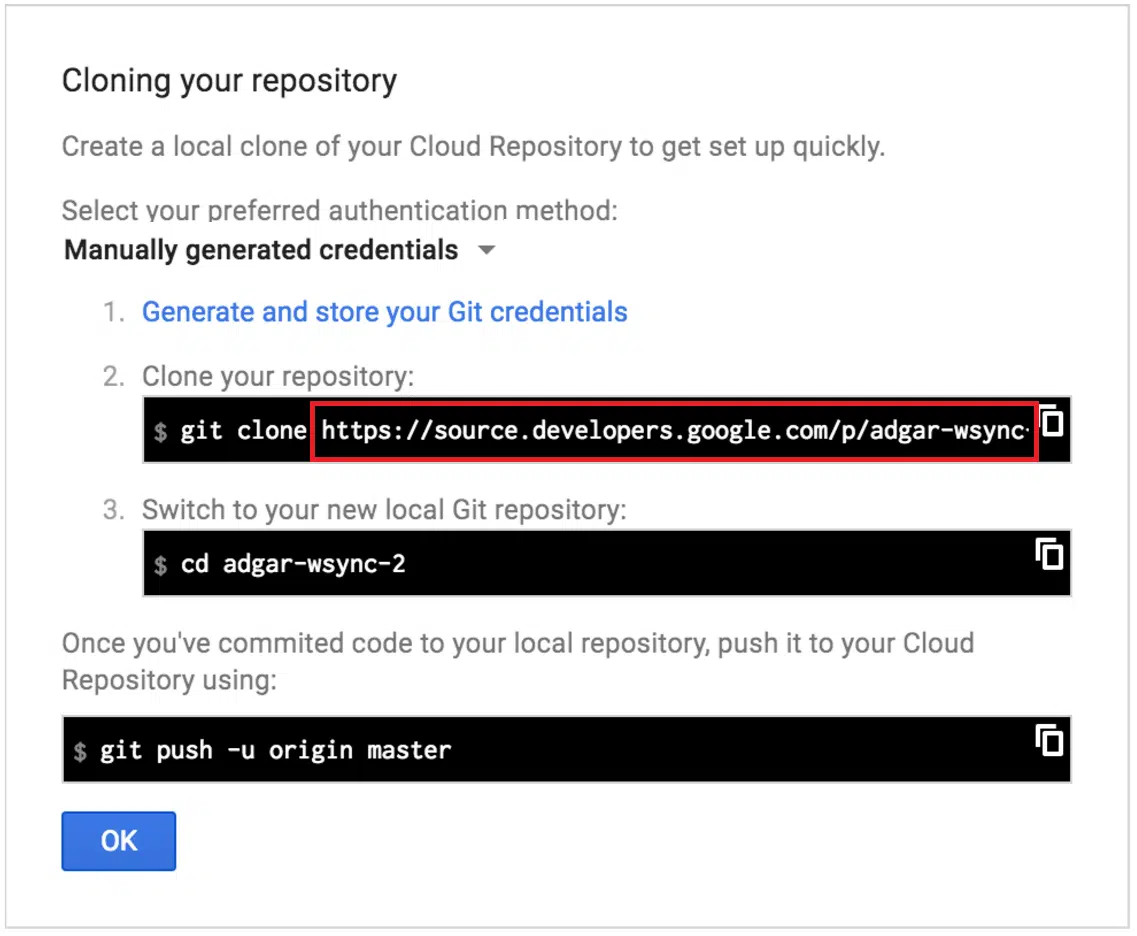 Cloning your repository
Create a local clone of your Cloud Repository to get set up quickly.
Select your preferred authentication method:
Manually generated credentials
1. Generate and store your Git credentials
2. Clone your repository:
$ git clone https://source.developers.google.com/p/adgar-wsync-
3. Switch to your new local Git repository:
$ cd adgar-wsync-2
Once you've commited code to your local repository, push it to your Cloud
Repository using:
$ git push -u origin master
OK